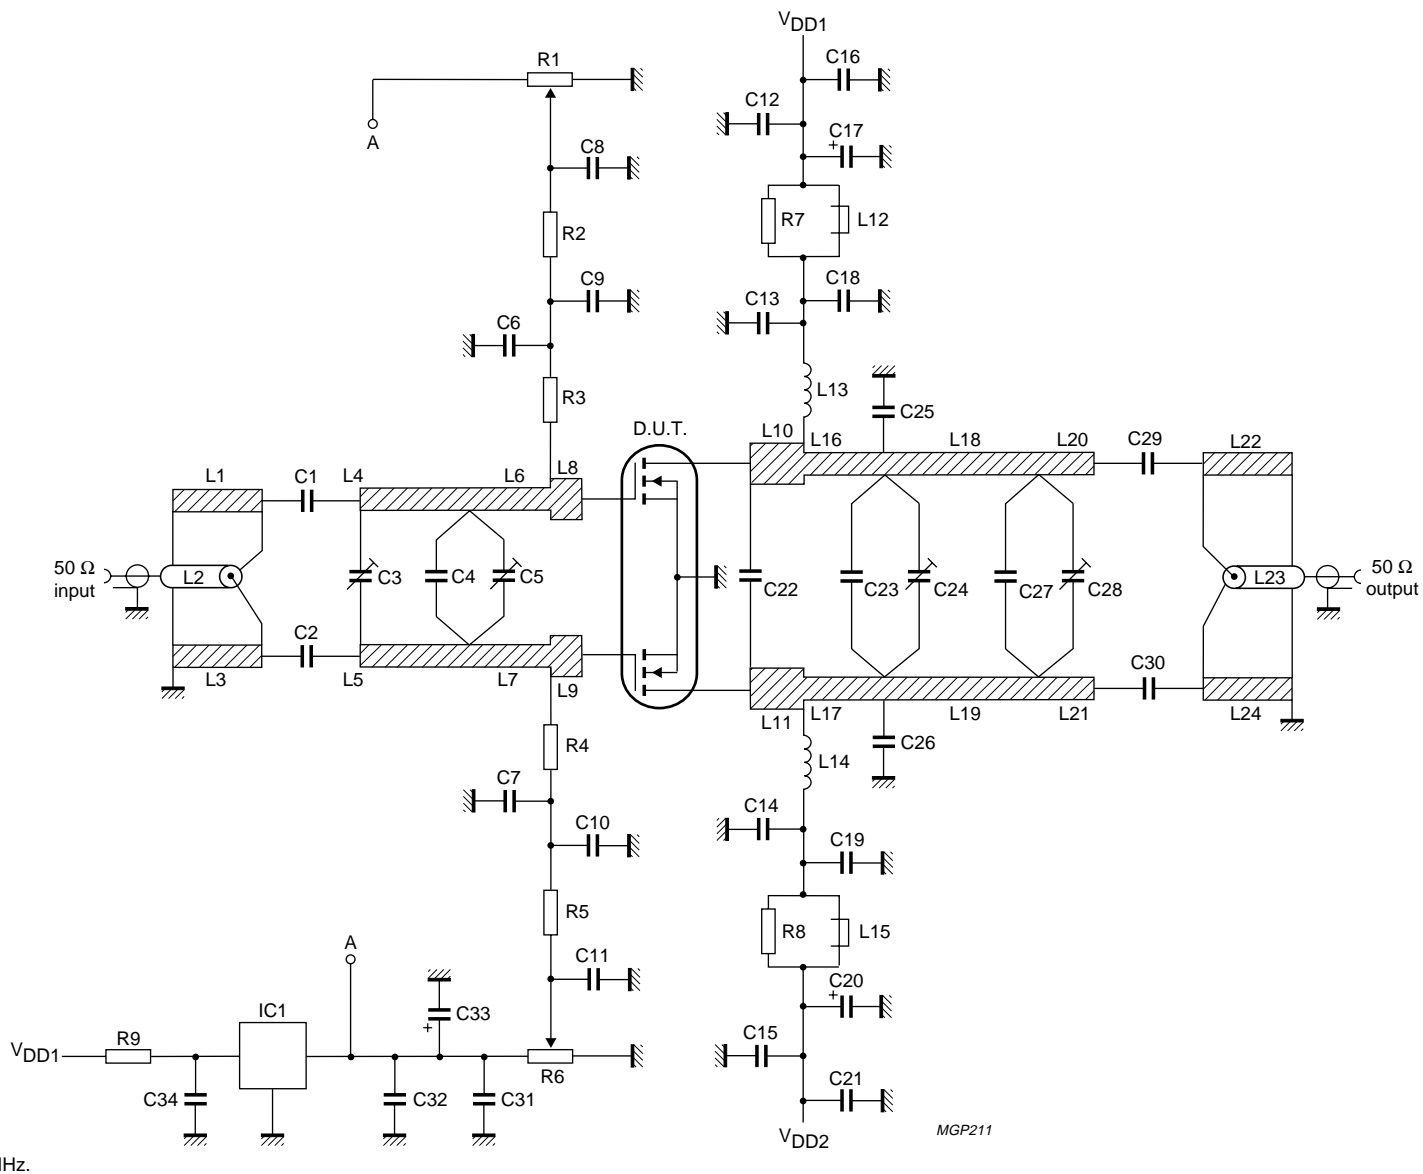 VDD1
R1
C16
C12
A
C17
C8
R2
R7
L12
C9
C18
C13
C6
L13
R3
C25
D.U.T.
L10
L16
L18
L20
C29
L22
L1
C1
L4
L6
L8
50 Ω
input
L2
C3
C4
C5
C22
C23
C24
C27
C28
L23
50 Ω
output
C2
L3
L5
L7
L9
C30
L11
L17
L19
L21
L24
R4
C26
L14
C7
C14
C10
C19
R5
R8
L15
A
C11
C20
IC1
C33
+
+
+
C15
VDD1
R9
R6
C34
C32
C31
C21
VDD2
MGP211
Hz.